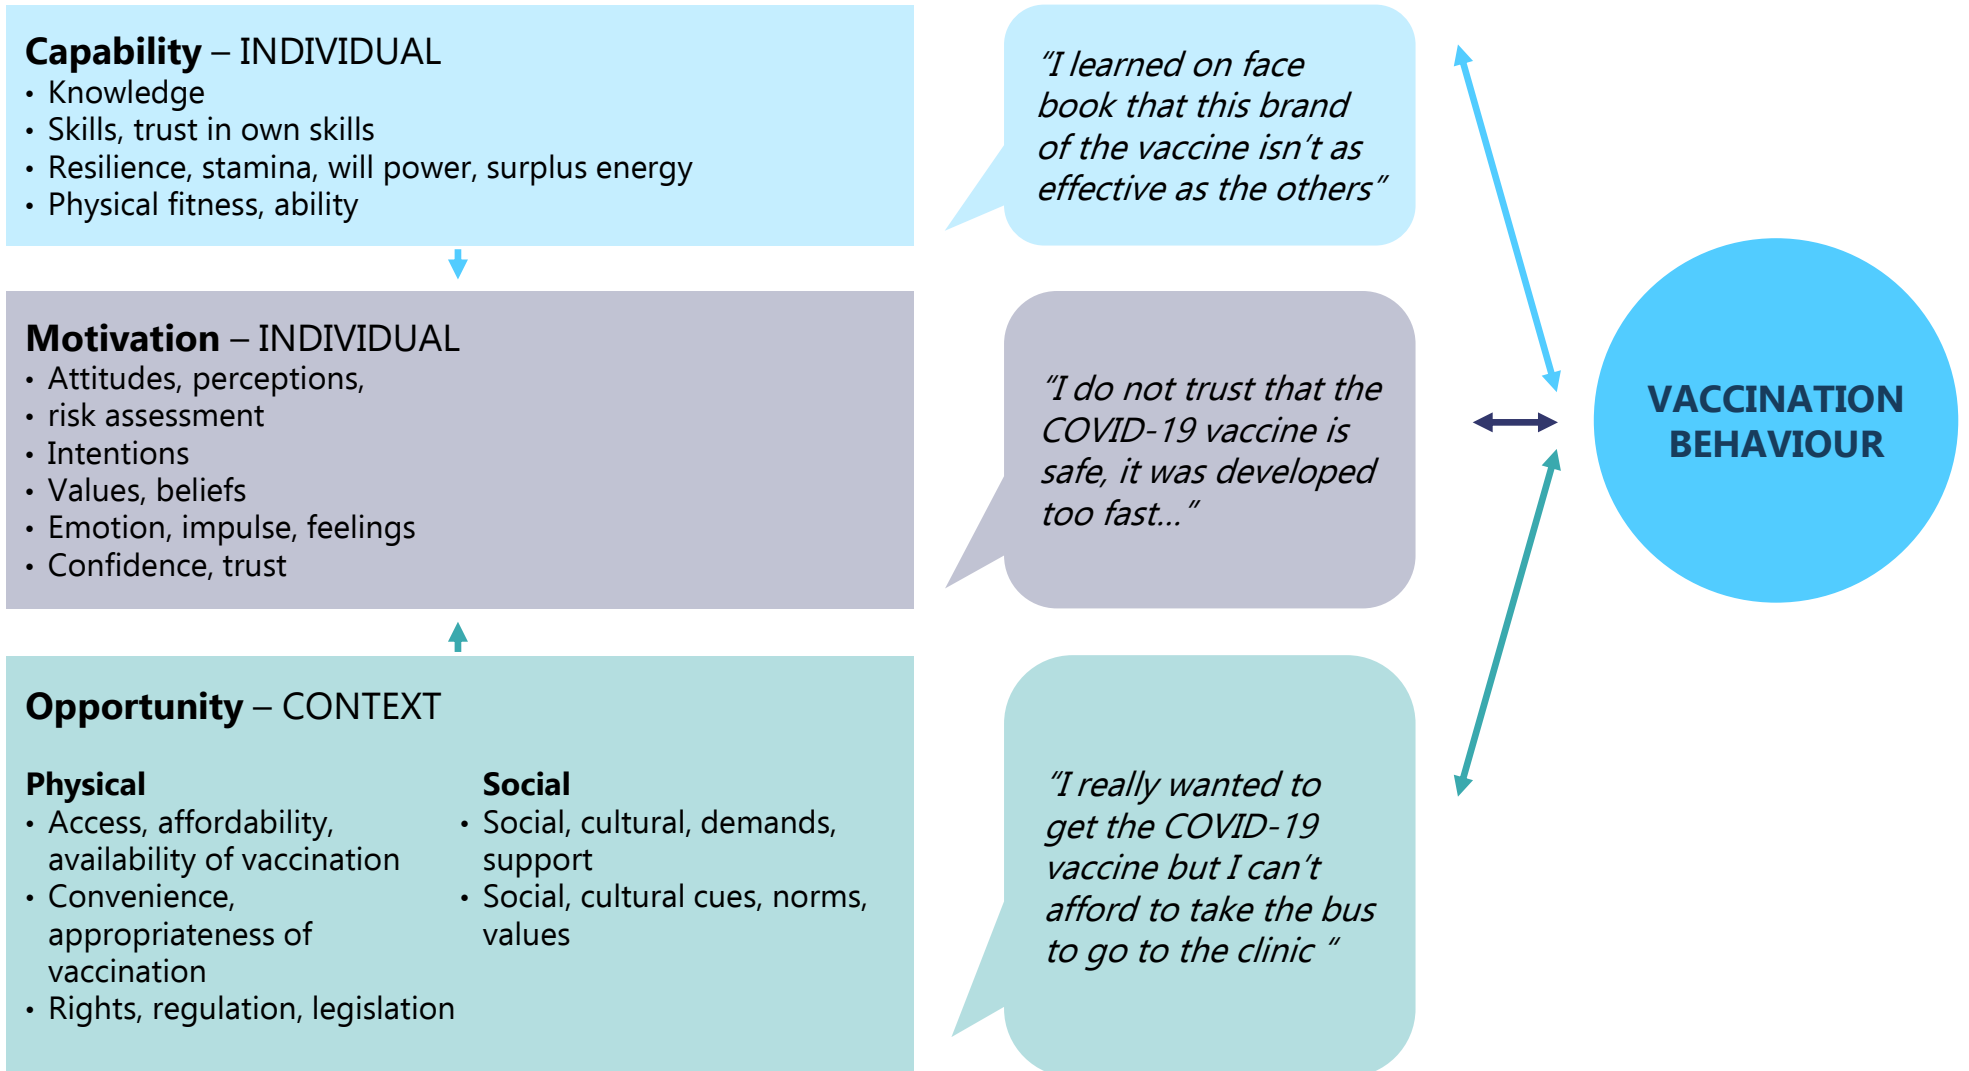 Capability – INDIVIDUAL
• Knowledge
• Skills, trust in own skills
• Resilience, stamina, will power, surplus energy
• Physical fitness, ability
"I learned on face
book that this brand
of the vaccine isn't as
effective as the others"
Motivation – INDIVIDUAL
• Attitudes, perceptions,
• risk assessment
• Intentions
• Values, beliefs
• Emotion, impulse, feelings
• Confidence, trust
"I do not trust that the
COVID-19 vaccine is
safe, it was developed
too fast..."
VACCINATION
BEHAVIOUR
Opportunity – CONTEXT
Physical
• Access, affordability,
availability of vaccination
• Convenience,
appropriateness of
vaccination
• Rights, regulation, legislation
Social
• Social, cultural, demands,
support
• Social, cultural cues, norms,
values
"I really wanted to
get the COVID-19
vaccine but I can't
afford to take the bus
to go to the clinic "